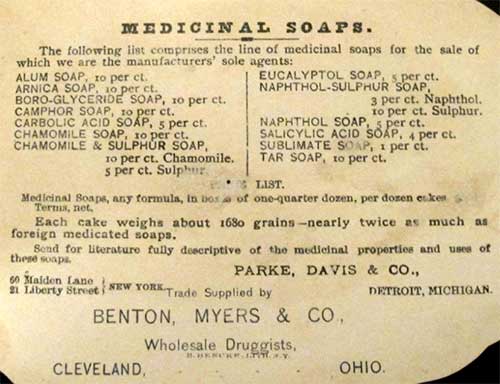 MEDICINAL SOAPS.
The following list comprises the line of medicinal soaps for the sale of
which we are the manufacturers' sole agents:
ALUM SOAP, 10 per ct.
ARNICA SOAP, 10 per ct.
BORO-GLYCERIDE SOAP, 10 per ct.
CAMPHOR SOAP, 10 per ct.
CARBOLIC ACID SOAP, 5 per ct.
CHAMOMILE SOAP, 10 per ct.
CHAMOMILE & SULPHUR SOAP,
10 per ct. Chamomile.
5 per ct. Sulphur.
EUCALYPTOL SOAP, 5 per ct.
NAPHTHOL-SULPHUR SOAP,
3 per ct. Naphthol.
10 per ct. Sulphur.
NAPHTHOL SOAP, 5 per ct.
SALICYLIC ACID SOAP, 4 per ct.
SUBLIMATE SOAP, 1 per ct.
TAR SOAP, 10 per ct.
LIST.
Medicinal Soaps, any formula, in boxes of one-quarter dozen, per dozen cakes
Terms, net.
Each cake weighs about 1680 grains—nearly twice as much as
foreign medicated soaps.
Send for literature fully descriptive of the medicinal properties and uses of
these soaps.
PARKE, DAVIS & CO.,
60 Maiden Lane
21 Liberty Street } NEW YORK.
DETROIT, MICHIGAN.
Trade Supplied by
BENTON, MYERS & CO.,
Wholesale Druggists,
CLEVELAND, OHIO.